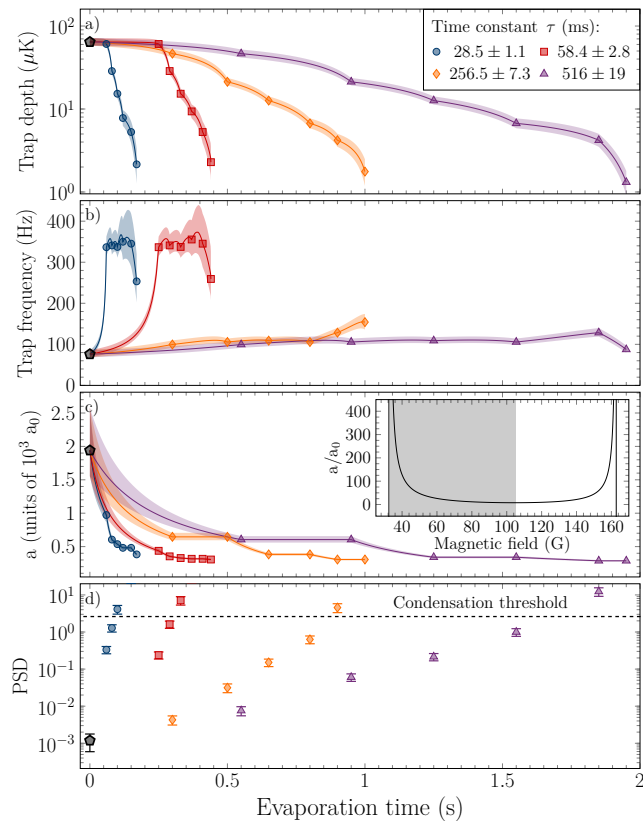 a)
Trap depth (μK)
10²
10¹
10⁰
Time constant τ (ms):
28.5 ± 1.1
58.4 ± 2.8
256.5 ± 7.3
516 ± 19
b)
Trap frequency (Hz)
400
300
200
100
0
c)
a (units of 10³ a₀)
2.5
2
1.5
1
0.5
a/a₀
400
300
200
100
0
40 60 80 100 120 140 160
Magnetic field (G)
d)
PSD
10¹
10⁰
10⁻¹
10⁻²
10⁻³
Condensation threshold
0 0.5 1 1.5 2
Evaporation time (s)